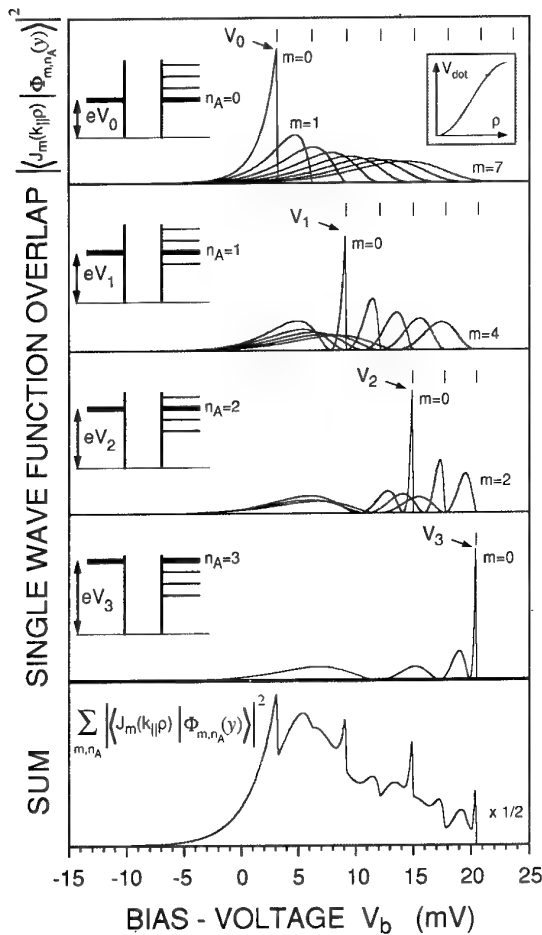 SINGLE WAVE FUNCTION OVERLAP |⟨J_m(k_||ρ)|Φ_{m,n_A}(y)⟩|²
V₀
m=0
V_dot
ρ
n_A=0
eV₀
m=1
m=7
V₁
m=0
n_A=1
eV₁
m=4
V₂
m=0
n_A=2
eV₂
m=2
V₃
m=0
n_A=3
eV₃
SUM
∑_{m,n_A} |⟨J_m(k_||ρ)|Φ_{m,n_A}(y)⟩|²
x 1/2
-15 -10 -5 0 5 10 15 20 25
BIAS - VOLTAGE V_b (mV)